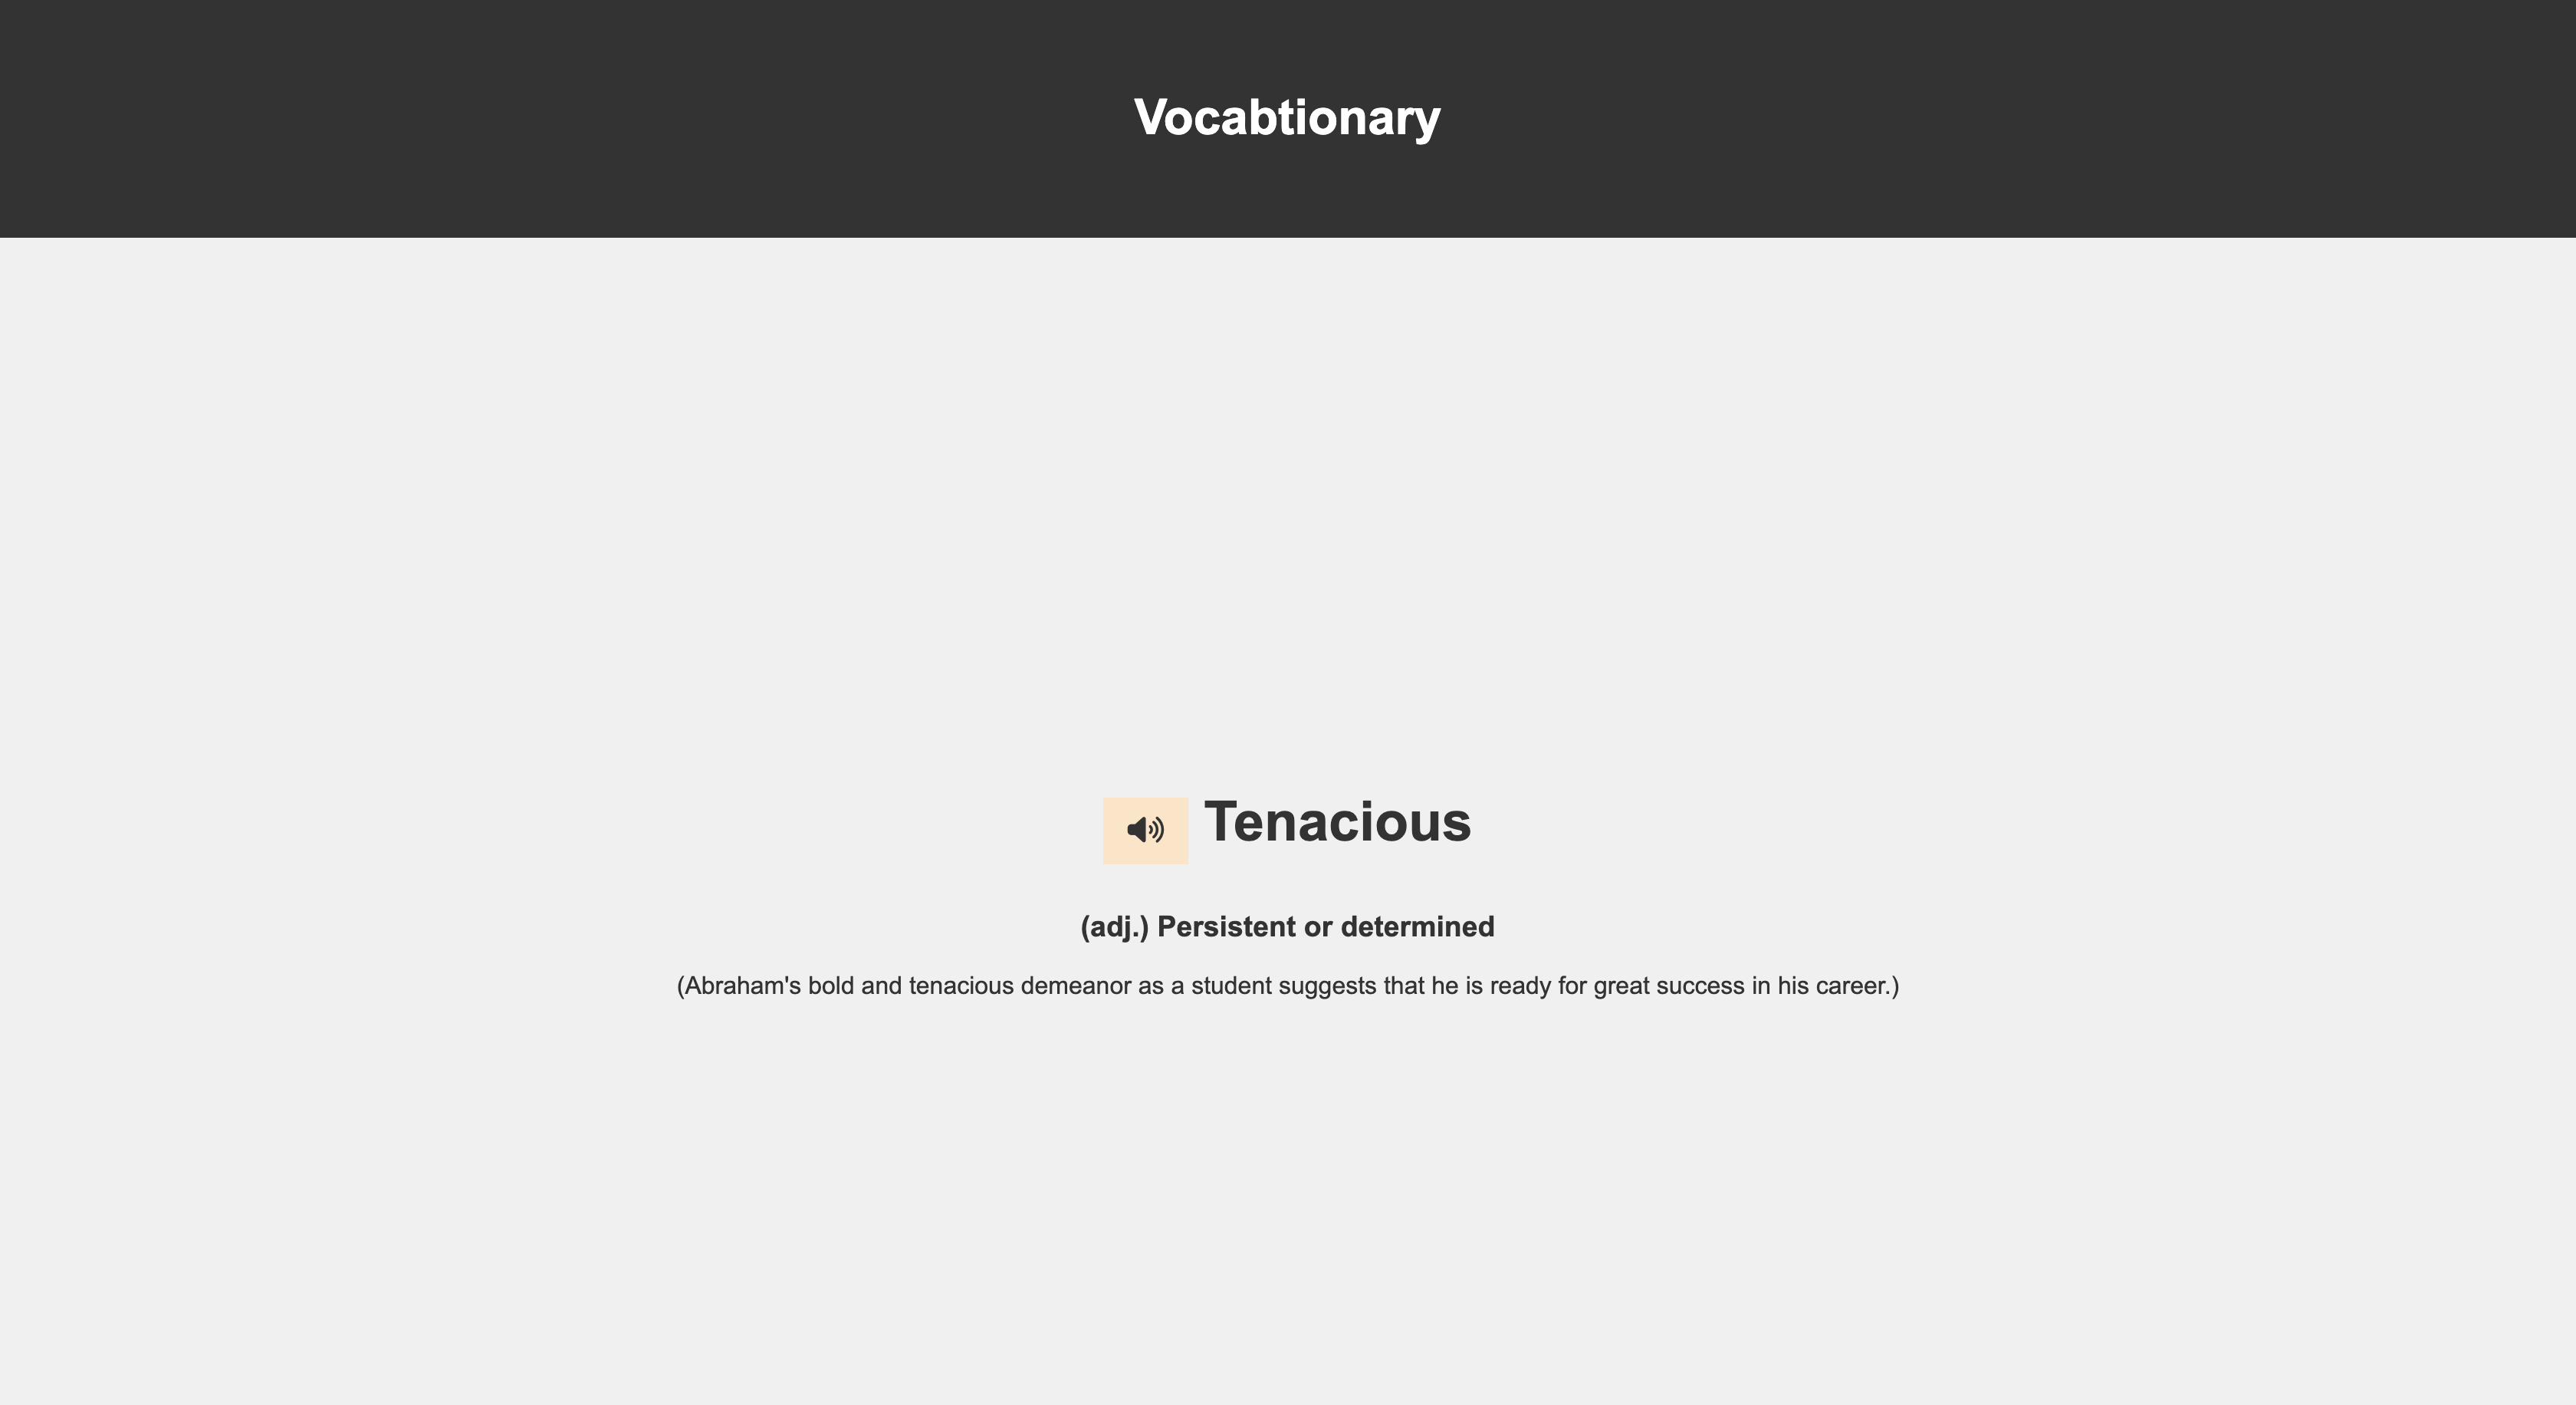 Vocabtionary
Tenacious
(adj.) Persistent or determined
(Abraham's bold and tenacious demeanor as a student suggests that he is ready for great success in his career.)